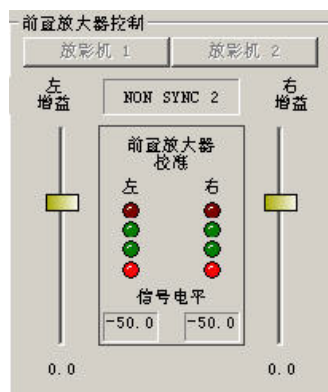 前置放大器控制
放影机 1 放影机 2
左
增益
NON SYNC 2
右
增益
前置放大器
校准
左 右
信号电平
-50.0 -50.0
0.0 0.0